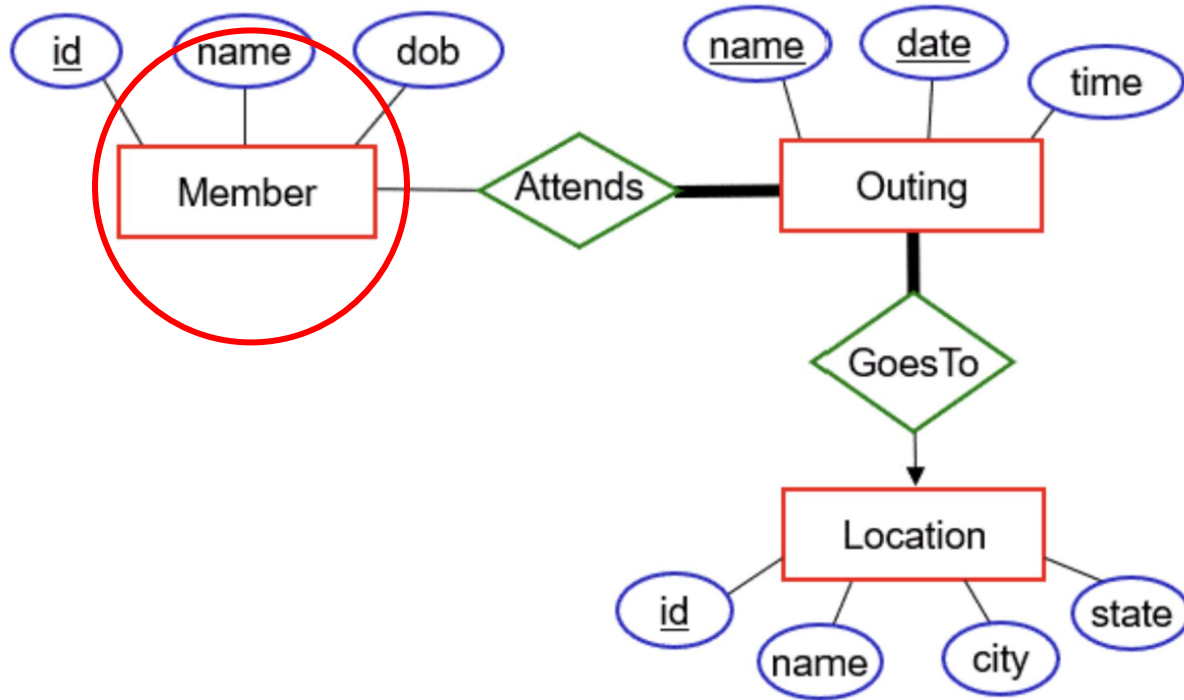 id
name
dob
name
date
time
Member
Attends
Outing
GoesTo
Location
id
name
city
state